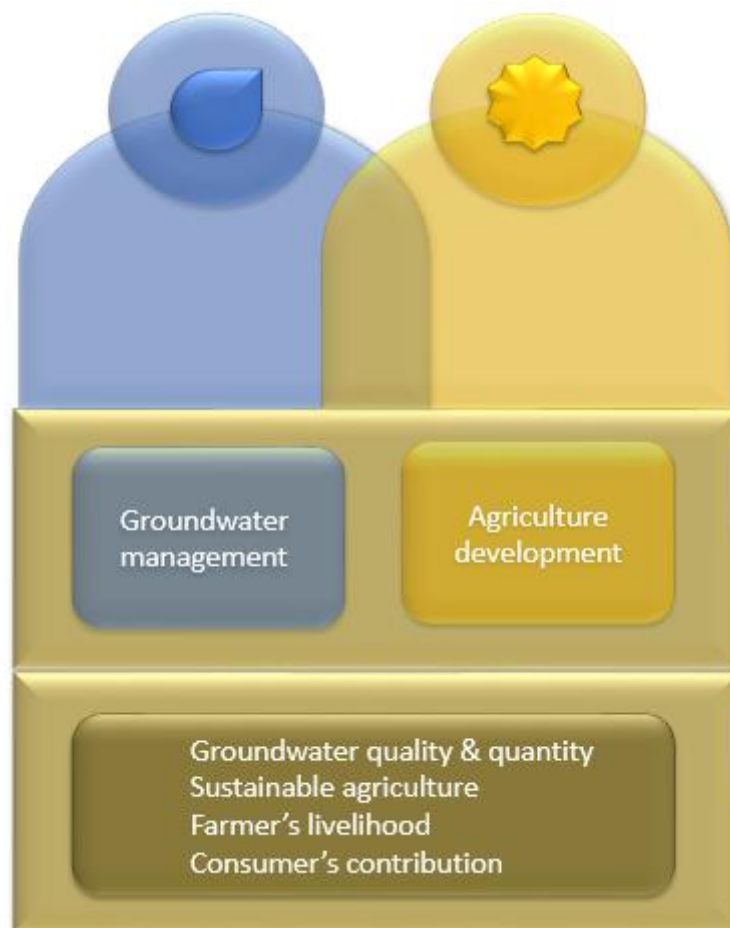 Groundwater
management
Agriculture
development
Groundwater quality & quantity
Sustainable agriculture
Farmer’s livelihood
Consumer’s contribution